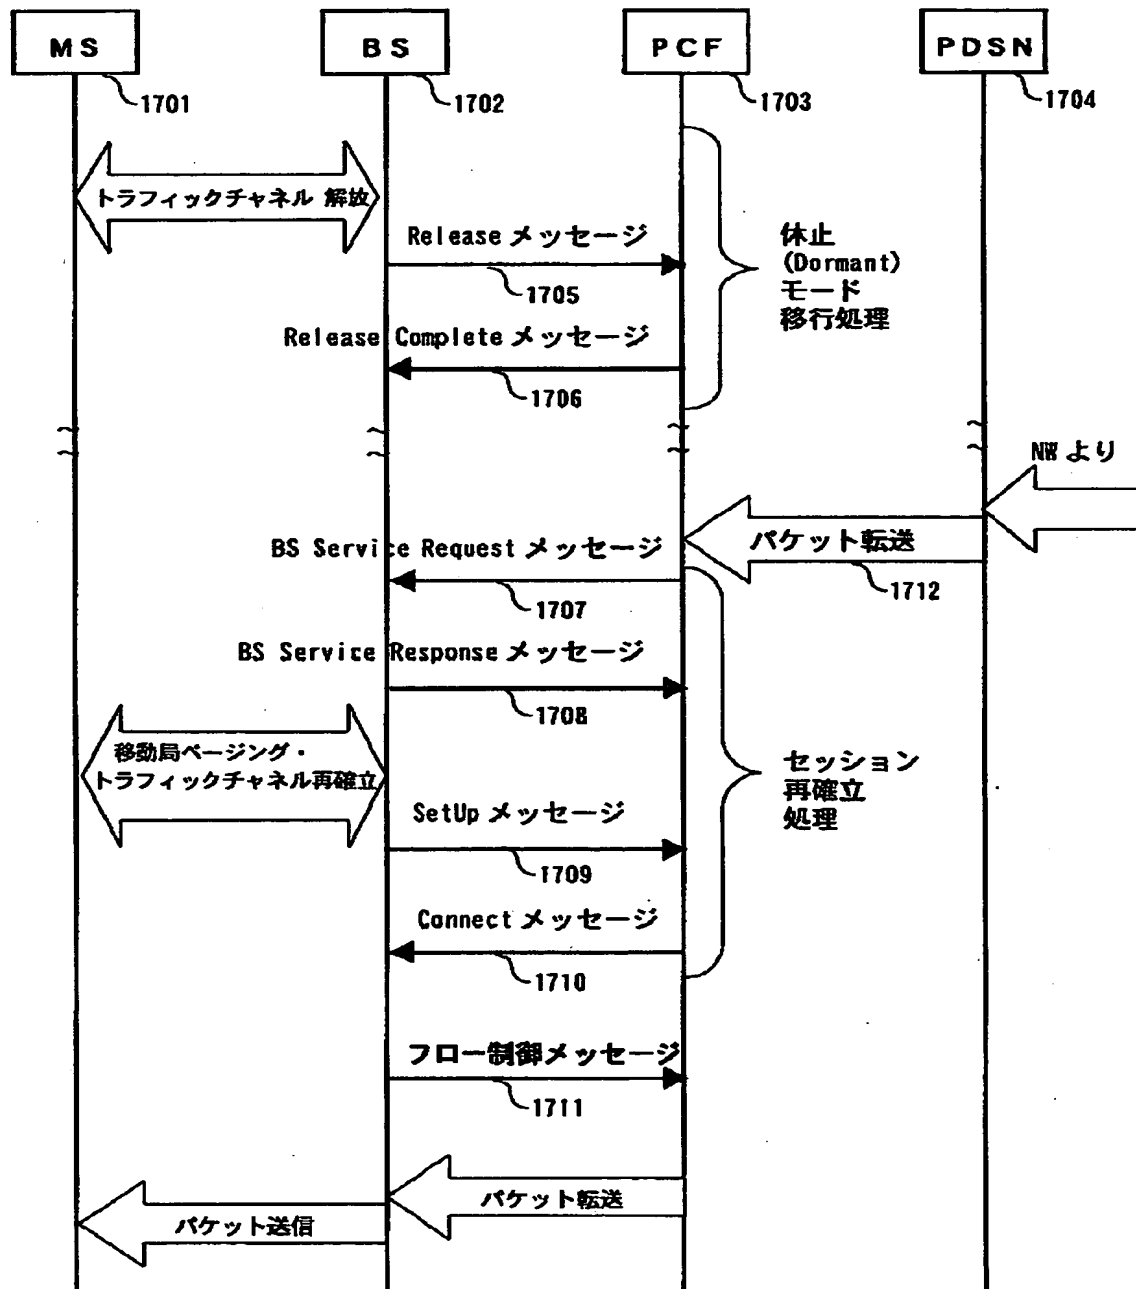 MS
BS
PCF
PDSN
1701
1702
1703
1704
トラフィックチャネル 解放
Release メッセージ
1705
休止
(Dormant)
モード
移行処理
Release Complete メッセージ
1706
NW より
パケット転送
1712
BS Service Request メッセージ
1707
BS Service Response メッセージ
1708
移動局ページング・
トラフィックチャネル再確立
セッション
再確立
処理
SetUp メッセージ
1709
Connect メッセージ
1710
フロー制御メッセージ
1711
パケット転送
パケット送信